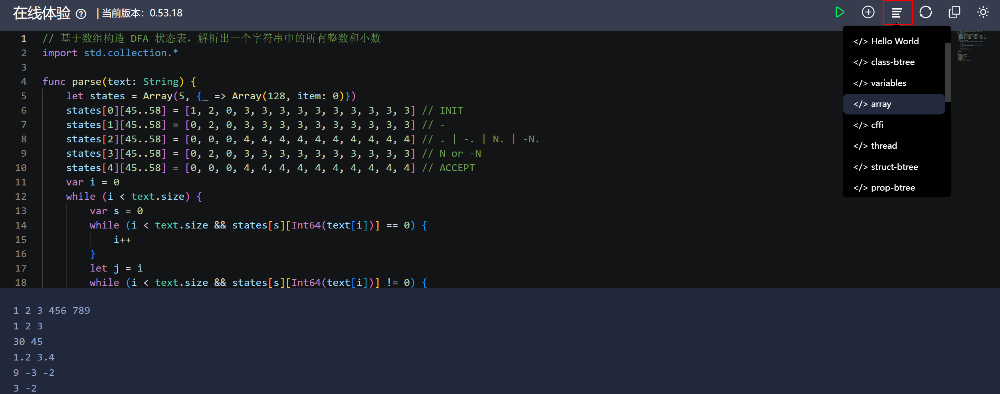 在线体验 ? | 当前版本：0.53.18
1 // 基于数组构造 DFA 状态表，解析出一个字符串中的所有整数和小数
2 import std.collection.*
3
4 func parse(text: String) {
5 let states = Array(5, {_ => Array(128, item: 0)})
6 states[0][45..58] = [1, 2, 0, 3, 3, 3, 3, 3, 3, 3, 3, 3, 3] // INIT
7 states[1][45..58] = [0, 2, 0, 3, 3, 3, 3, 3, 3, 3, 3, 3, 3] // -
8 states[2][45..58] = [0, 0, 0, 4, 4, 4, 4, 4, 4, 4, 4, 4, 4] // . | -. | N. | -N.
9 states[3][45..58] = [0, 2, 0, 3, 3, 3, 3, 3, 3, 3, 3, 3, 3] // N or -N
10 states[4][45..58] = [0, 0, 0, 4, 4, 4, 4, 4, 4, 4, 4, 4, 4] // ACCEPT
11 var i = 0
12 while (i < text.size) {
13 var s = 0
14 while (i < text.size && states[s][Int64(text[i])] == 0) {
15 i++
16 }
17 let j = i
18 while (i < text.size && states[s][Int64(text[i])] != 0) {
</> Hello World
</> class-btree
</> variables
</> array
</> cffi
</> thread
</> struct-btree
</> prop-btree
1 2 3 456 789
1 2 3
30 45
1.2 3.4
9 -3 -2
3 -2